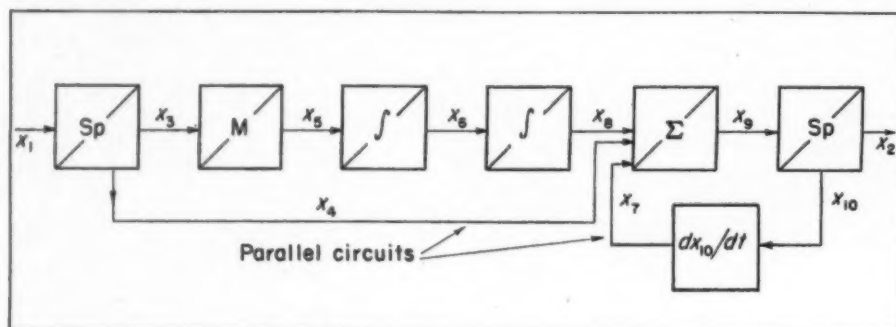 x₁
Sp
x₃
M
x₅
∫
x₆
∫
x₈
Σ
x₉
Sp
x₂
x₄
x₇
x₁₀
Parallel circuits
dx₁₀/dt